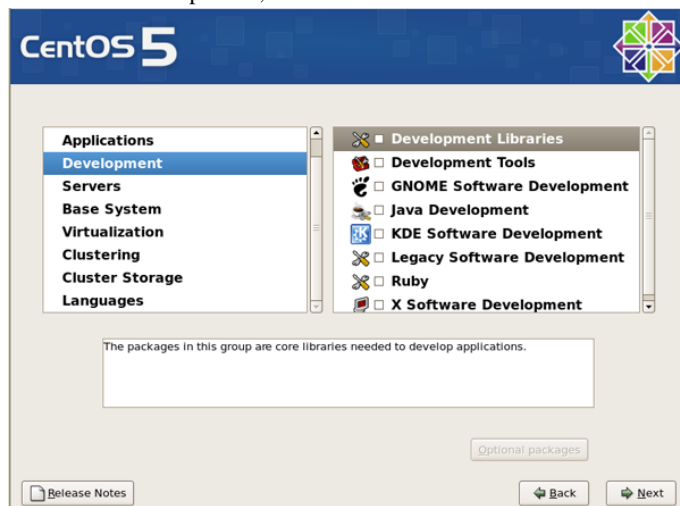 CentOS 5
Applications
Development
Servers
Base System
Virtualization
Clustering
Cluster Storage
Languages
Development Libraries
Development Tools
GNOME Software Development
Java Development
KDE Software Development
Legacy Software Development
Ruby
X Software Development
The packages in this group are core libraries needed to develop applications.
Optional packages
Release Notes
Back
Next